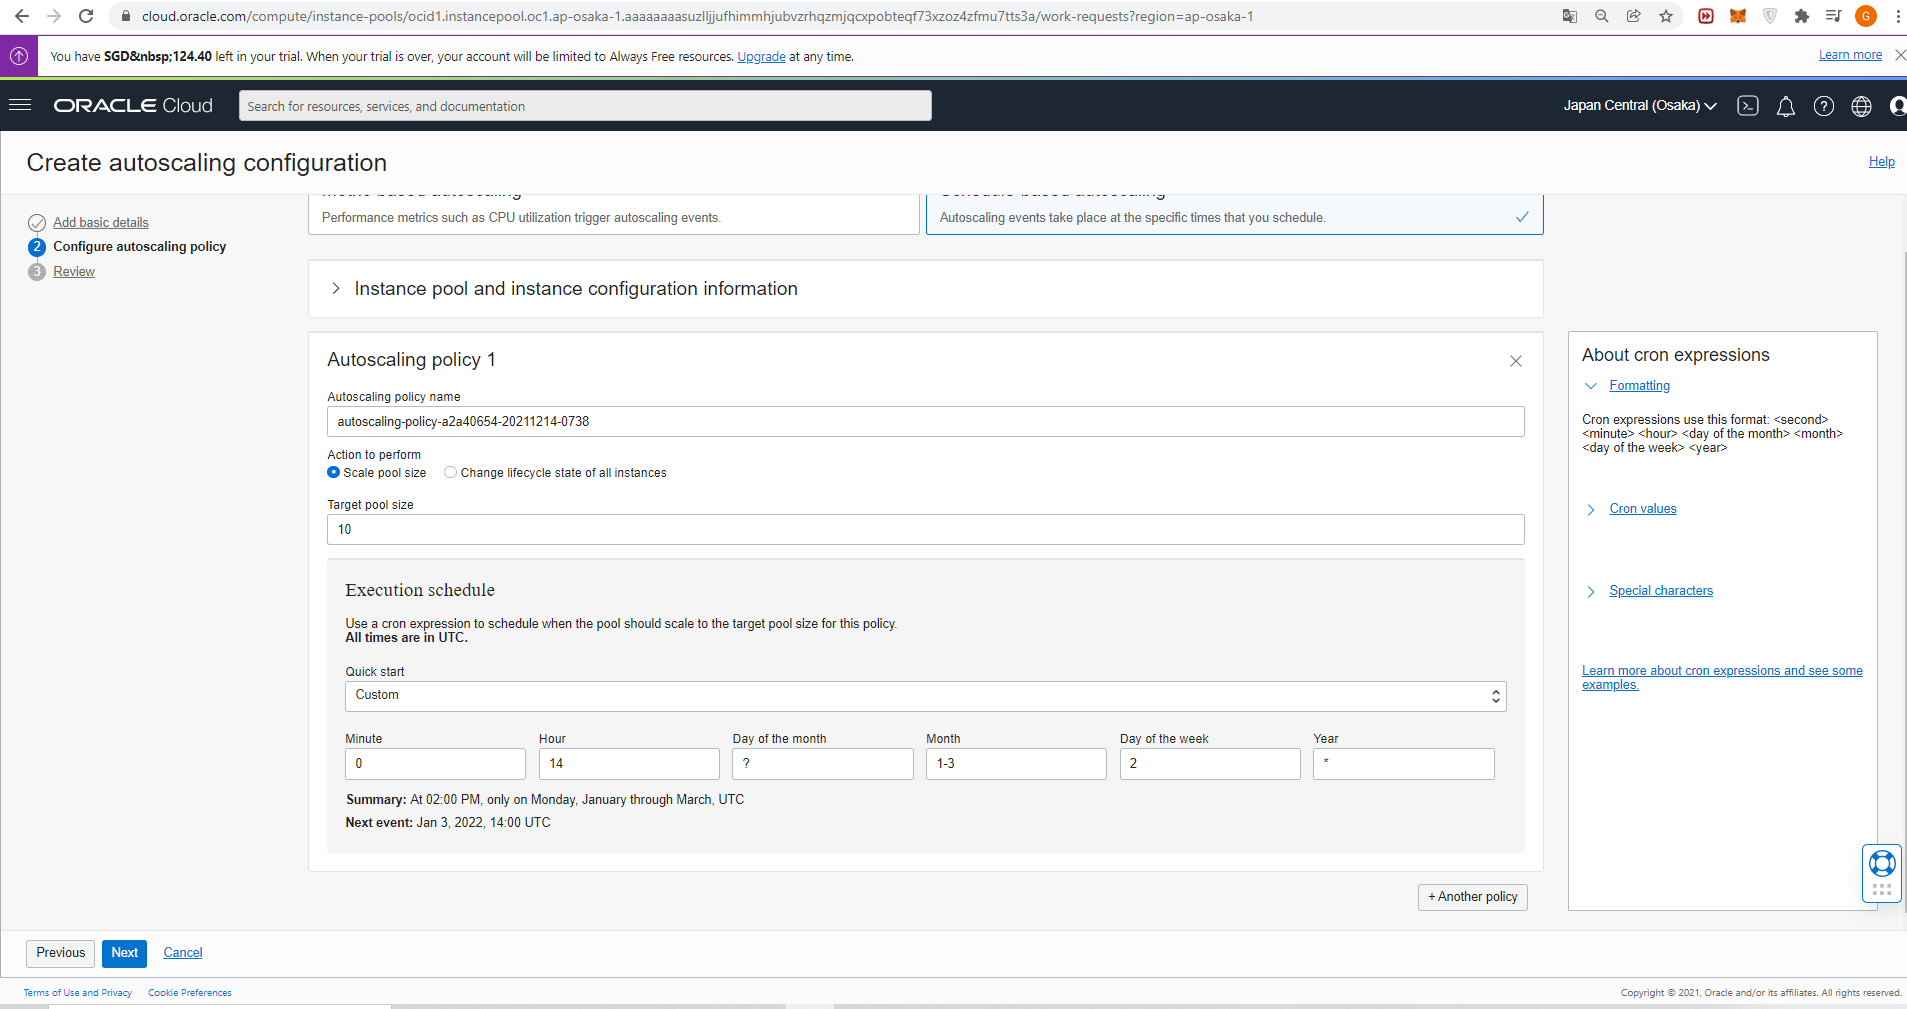 cloud.oracle.com/compute/instance-pools/ocid1.instancepool.oc1.ap-osaka-1.aaaaaaaasuzlljjufhimmhjubvzrhqzmjqcxpobteqf73xzoz4zfmu7tts3a/work-requests?region=ap-osaka-1
G
You have SGD&nbsp;124.40 left in your trial. When your trial is over, your account will be limited to Always Free resources. Upgrade at any time.
Learn more
ORACLE Cloud
Search for resources, services, and documentation
Japan Central (Osaka)
Create autoscaling configuration
Help
Add basic details
2 Configure autoscaling policy
3 Review
Metric-based autoscaling
Performance metrics such as CPU utilization trigger autoscaling events.
Schedule-based autoscaling
Autoscaling events take place at the specific times that you schedule.
Instance pool and instance configuration information
Autoscaling policy 1
Autoscaling policy name
autoscaling-policy-a2a40654-20211214-0738
Action to perform
Scale pool size
Change lifecycle state of all instances
Target pool size
10
Execution schedule
Use a cron expression to schedule when the pool should scale to the target pool size for this policy.
All times are in UTC.
Quick start
Custom
Minute Hour Day of the month Month Day of the week Year
0 14 ? 1-3 2 *
Summary: At 02:00 PM, only on Monday, January through March, UTC
Next event: Jan 3, 2022, 14:00 UTC
+ Another policy
About cron expressions
Formatting
Cron expressions use this format: <second>
<minute> <hour> <day of the month> <month>
<day of the week> <year>
Cron values
Special characters
Learn more about cron expressions and see some
examples.
Previous
Next
Cancel
Terms of Use and Privacy
Cookie Preferences
Copyright © 2021, Oracle and/or its affiliates. All rights reserved.